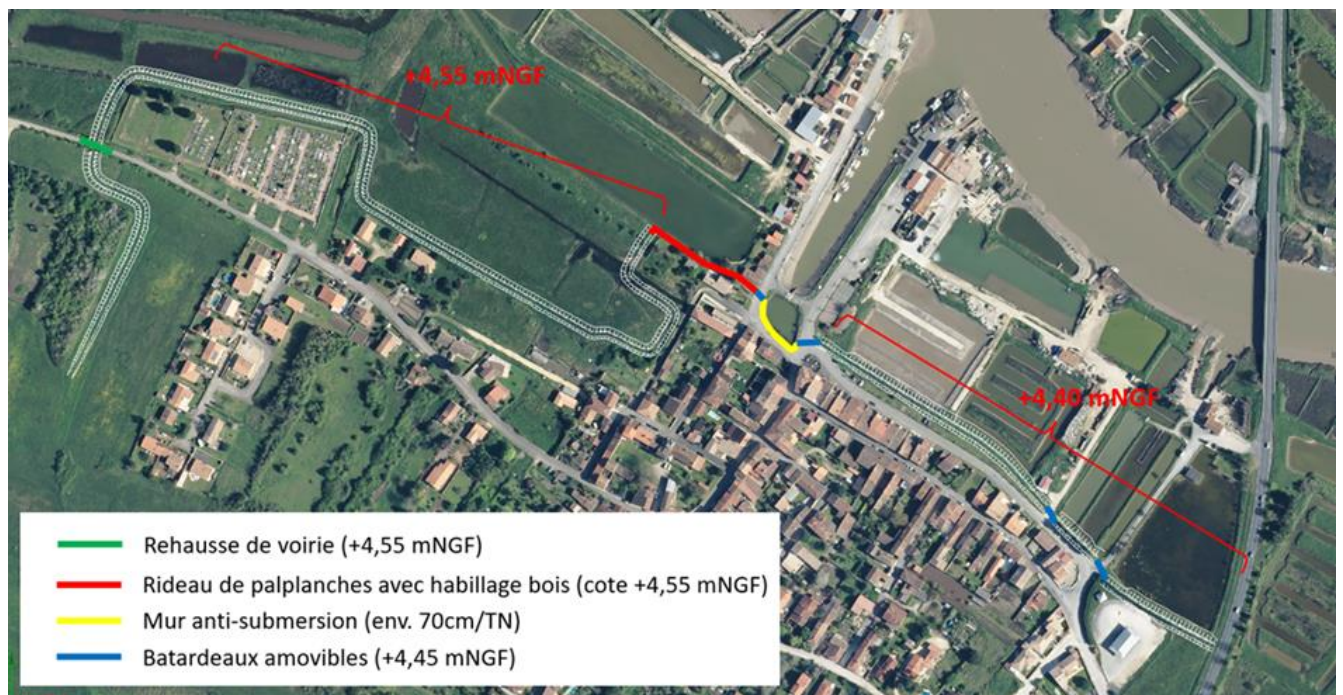 +4,55 mNGF
+4,40 mNGF
Rehausse de voirie (+4,55 mNGF)
Rideau de palplanches avec habillage bois (cote +4,55 mNGF)
Mur anti-submersion (env. 70cm/TN)
Batardeaux amovibles (+4,45 mNGF)